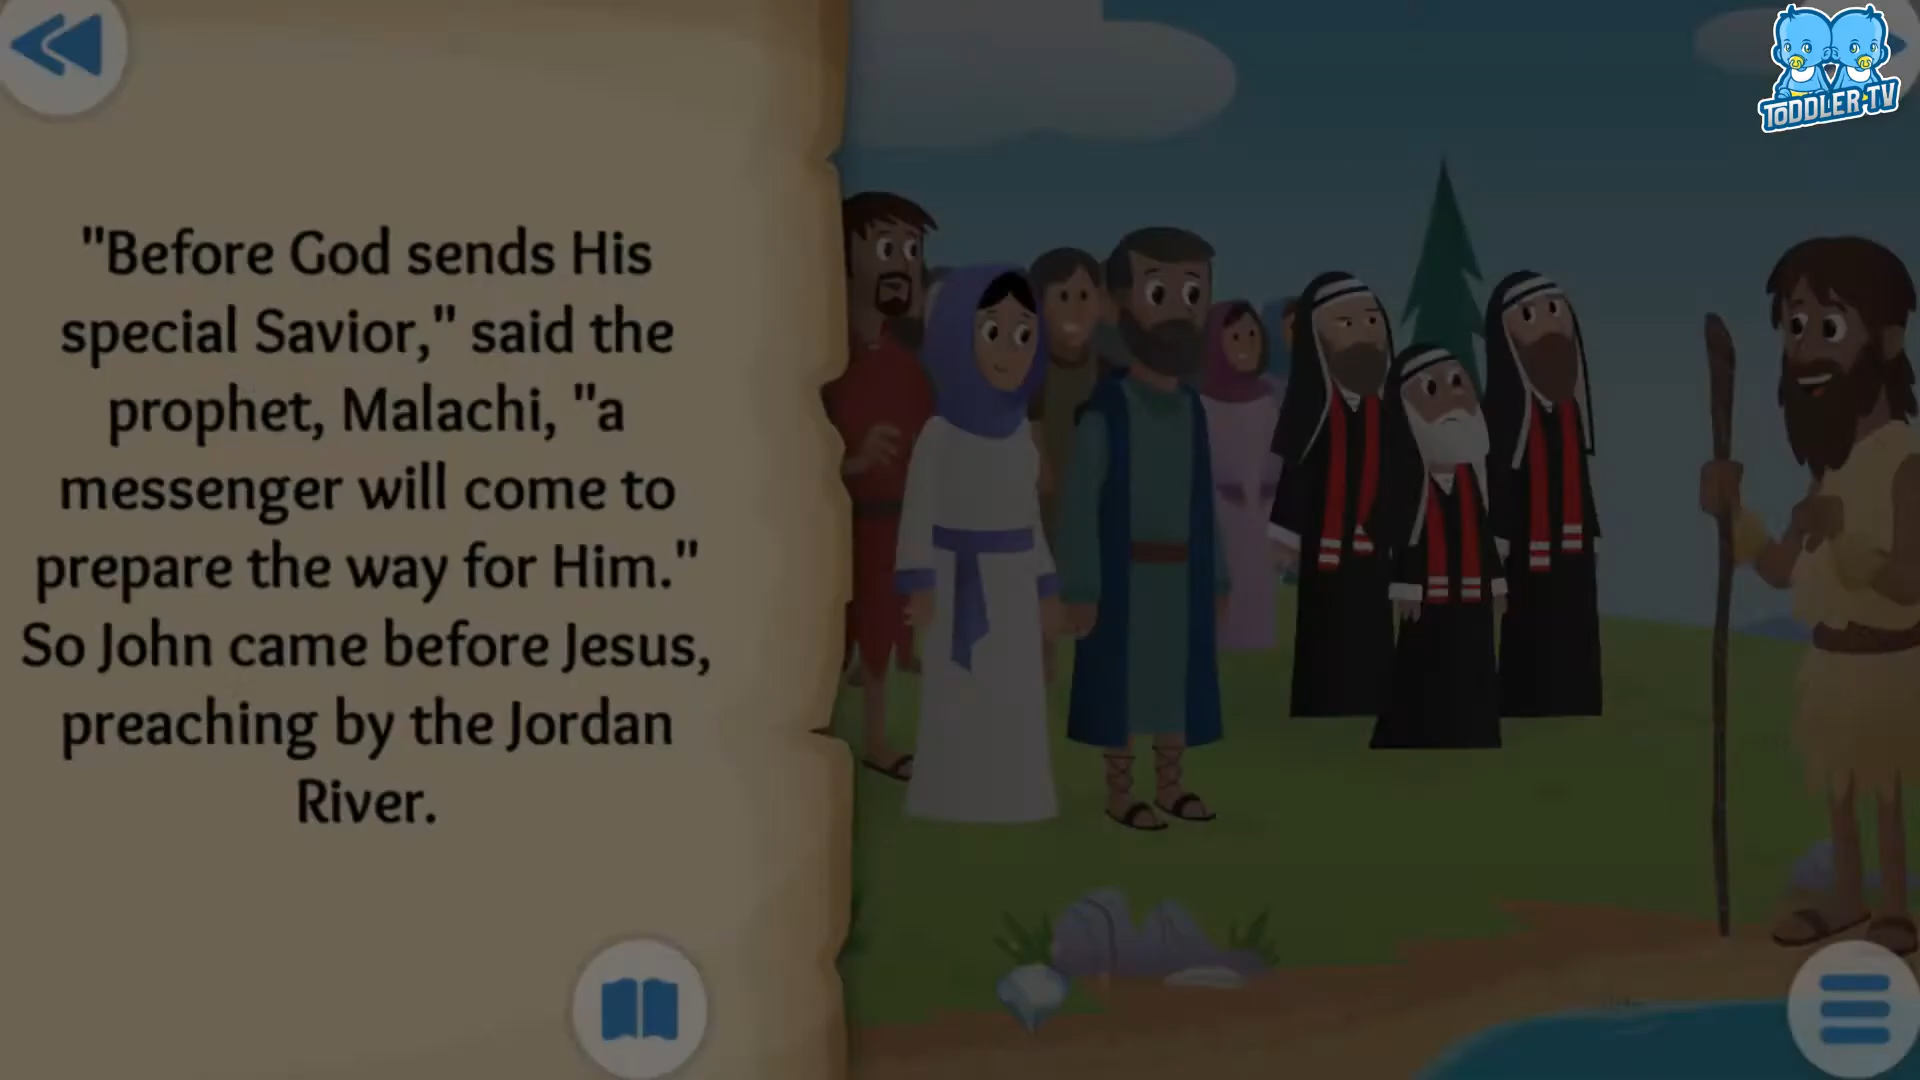 "Before God sends His
special Savior," said the
prophet, Malachi, "a
messenger will come to
prepare the way for Him."
So John came before Jesus,
preaching by the Jordan
River.
TODDLER TV